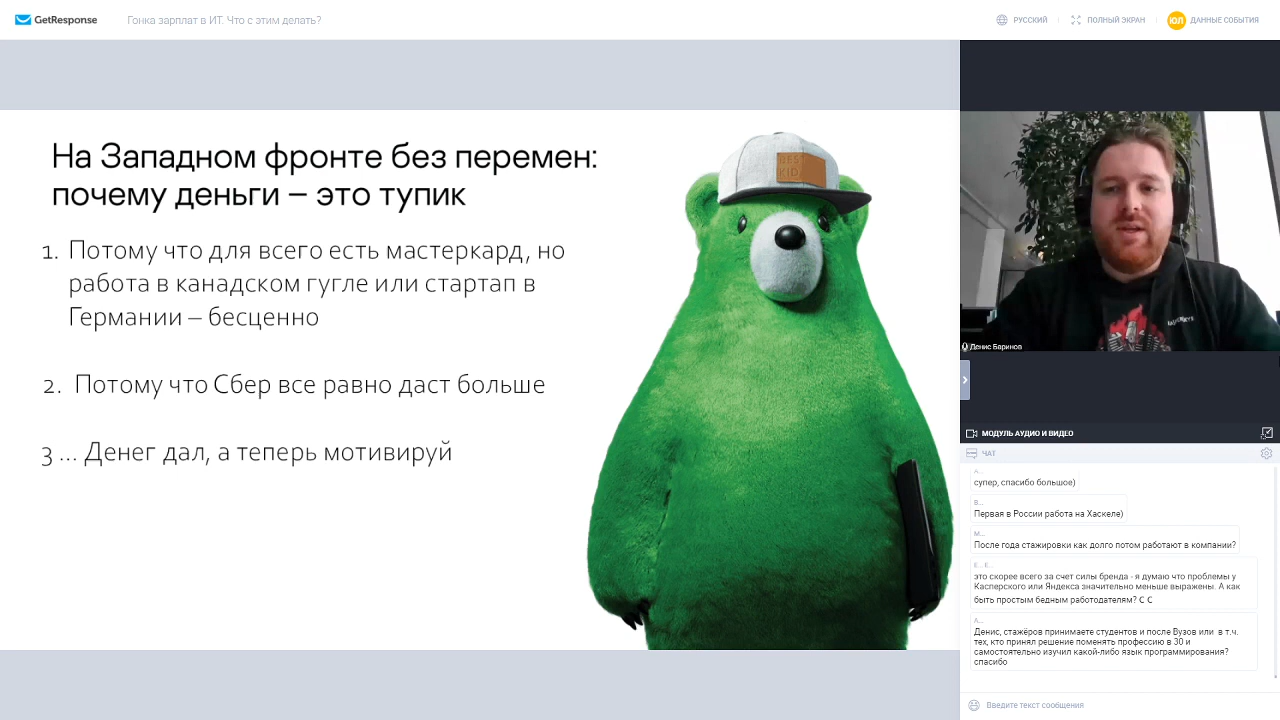 GetResponse
Гонка зарплат в ИТ. Что с этим делать?
РУССКИЙ
ПОЛНЫЙ ЭКРАН
ЮЛ
ДАННЫЕ СОБЫТИЯ
На Западном фронте без перемен:
почему деньги – это тупик
1. Потому что для всего есть мастеркард, но
работа в канадском гугле или стартап в
Германии – бесценно
2. Потому что Сбер все равно даст больше
3 ... Денег дал, а теперь мотивируй
Денис Баринов
МОДУЛЬ АУДИО И ВИДЕО
ЧАТ
А...
супер, спасибо большое)
В...
Первая в России работа на Хаскеле)
М...
После года стажировки как долго потом работают в компании?
Е... Е...
это скорее всего за счет силы бренда - я думаю что проблемы у
Касперского или Яндекса значительно меньше выражены. А как
быть простым бедным работодателям? С С
А...
Денис, стажёров принимаете студентов и после Вузов или в т.ч.
тех, кто принял решение поменять профессию в 30 и
самостоятельно изучил какой-либо язык программирования?
спасибо
Введите текст сообщения